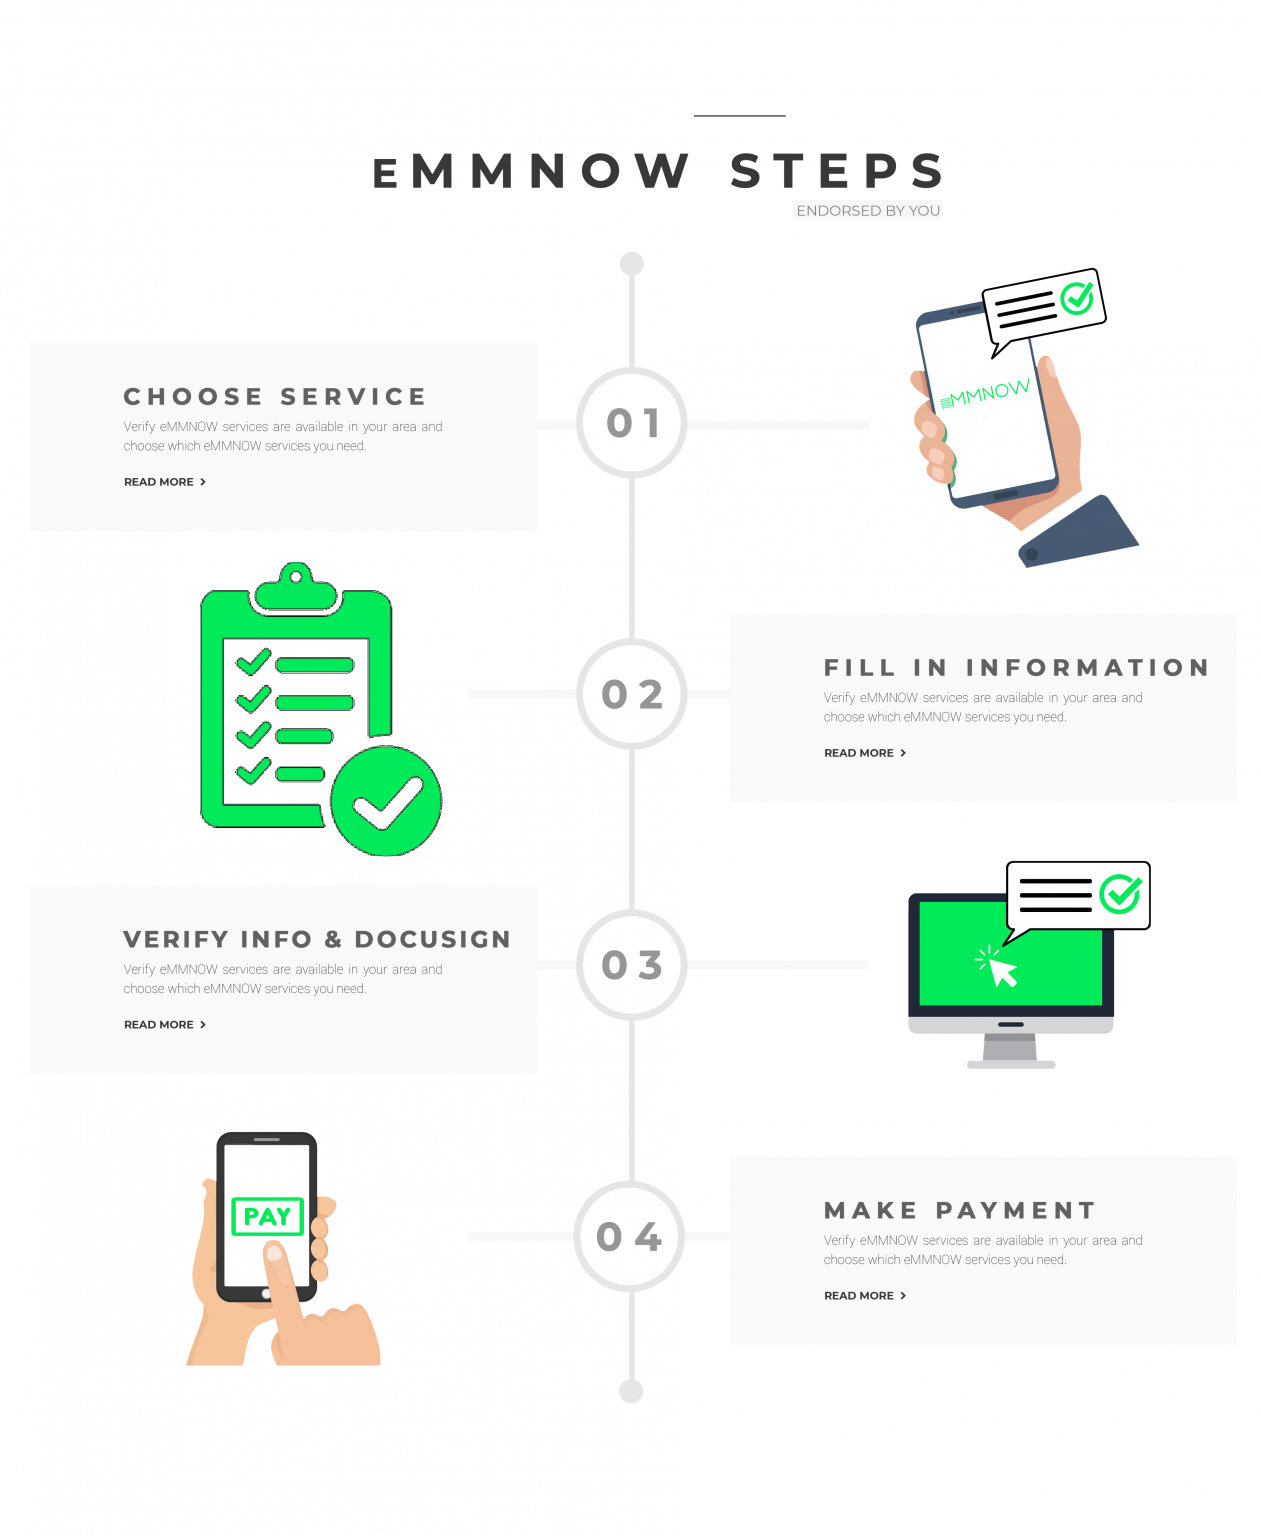 eMMNOW STEPS
ENDORSED BY YOU
eMMNOW
CHOOSE SERVICE
Verify eMMNOW services are available in your area and
choose which eMMNOW services you need.
READ MORE >
01
02
FILL IN INFORMATION
Verify eMMNOW services are available in your area and
choose which eMMNOW services you need.
READ MORE >
VERIFY INFO & DOCUSIGN
Verify eMMNOW services are available in your area and
choose which eMMNOW services you need.
READ MORE >
03
PAY
04
MAKE PAYMENT
Verify eMMNOW services are available in your area and
choose which eMMNOW services you need.
READ MORE >